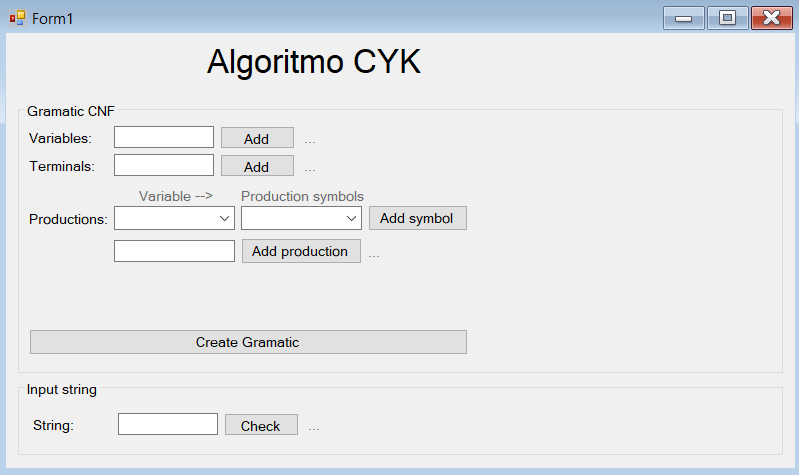 Form1
Algoritmo CYK
Gramatic CNF
Variables: Add ...
Terminals: Add ...
Variable --> Production symbols
Productions: Add symbol
Add production ...
Create Gramatic
Input string
String: Check ...